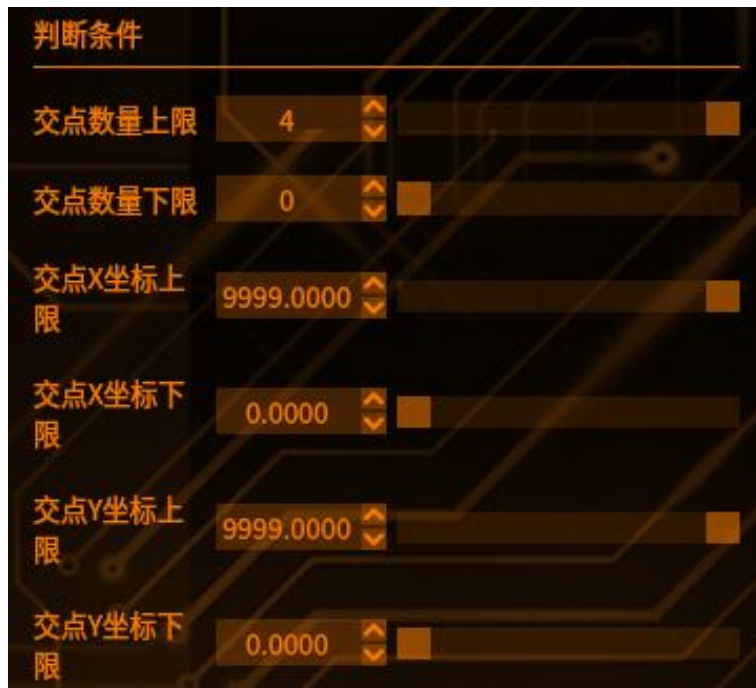 判断条件
交点数量上限 4
交点数量下限 0
交点X坐标上
限
9999.0000
交点X坐标下
限
0.0000
交点Y坐标上
限
9999.0000
交点Y坐标下
限
0.0000